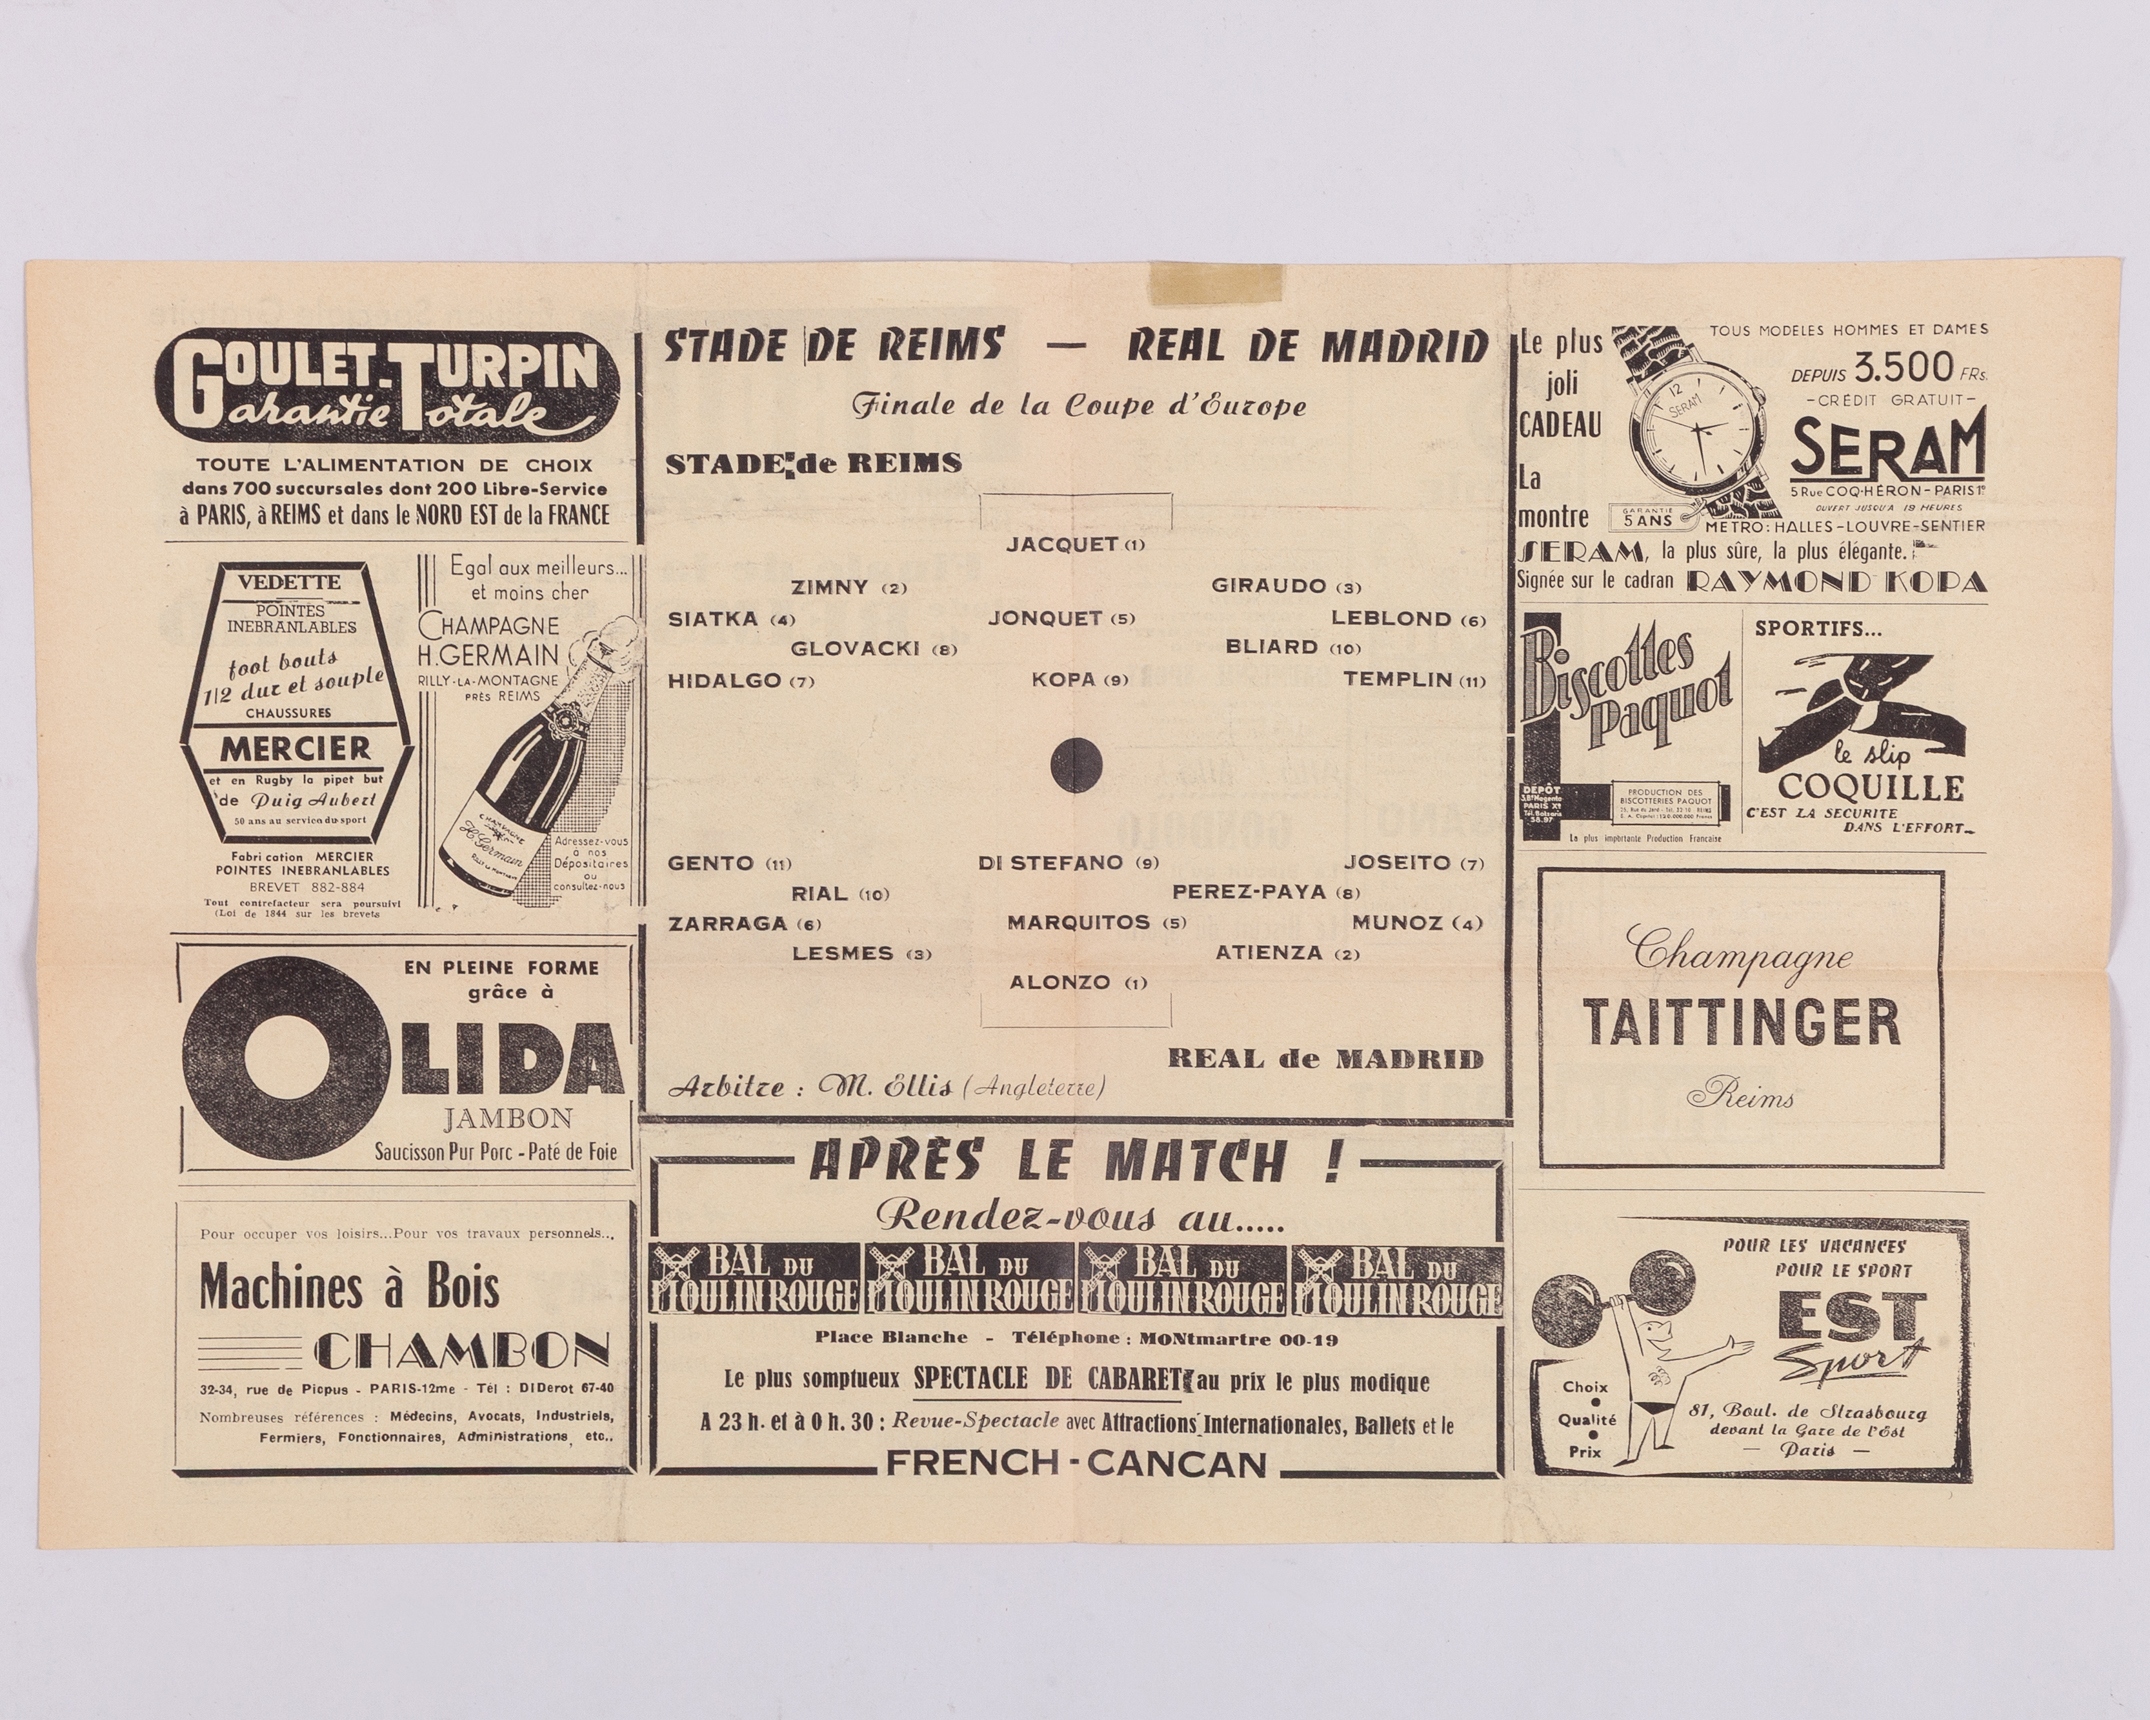 GOULET-TURPIN
Garantie Totale
TOUTE L'ALIMENTATION DE CHOIX
dans 700 succursales dont 200 Libre-Service
à PARIS, à REIMS et dans le NORD EST de la FRANCE
VEDETTE
POINTES
INEBRANLABLES
foot bouts
1/2 dur et souple
CHAUSSURES
MERCIER
et en Rugby la pipet but
de Puig Aubert
50 ans au service du sport
Fabri cation MERCIER
POINTES INEBRANLABLES
BREVET 882-884
Tout contrefacteur sera poursuivi
(Loi de 1844 sur les brevets
Egal aux meilleurs...
et moins cher
CHAMPAGNE
H.GERMAIN
RILLY-LA-MONTAGNE
PRÈS REIMS
CHAMPAGNE
H. Germain
RILLY LA MONTAGNE
Adressez-vous
à nos
Dépositaires
ou
consultez-nous
EN PLEINE FORME
grâce à
OLIDA
JAMBON
Saucisson Pur Porc - Paté de Foie
Pour occuper vos loisirs...Pour vos travaux personnels...
Machines à Bois
CHAMBON
32-34, rue de Picpus - PARIS-12me - Tél : DIDerot 67-40
Nombreuses références : Médecins, Avocats, Industriels,
Fermiers, Fonctionnaires, Administrations, etc..
STADE DE REIMS — REAL DE MADRID
Finale de la Coupe d'Europe
STADE de REIMS
JACQUET (1)
ZIMNY (2) GIRAUDO (3)
SIATKA (4) JONQUET (5) LEBLOND (6)
GLOVACKI (8) BLIARD (10)
HIDALGO (7) KOPA (9) TEMPLIN (11)
GENTO (11) DI STEFANO (9) JOSEITO (7)
RIAL (10) PEREZ-PAYA (8)
ZARRAGA (6) MARQUITOS (5) MUNOZ (4)
LESMES (3) ATIENZA (2)
ALONZO (1)
REAL de MADRID
Arbitre : M. Ellis (Angleterre)
APRÈS LE MATCH !
Rendez-vous au.....
BAL DU MOULIN ROUGE BAL DU MOULIN ROUGE BAL DU MOULIN ROUGE BAL DU MOULIN ROUGE
Place Blanche - Téléphone : MONtmartre 00-19
Le plus somptueux SPECTACLE DE CABARET au prix le plus modique
A 23 h. et à 0 h. 30 : Revue-Spectacle avec Attractions Internationales, Ballets et le
FRENCH-CANCAN
Le plus
joli
CADEAU
La
montre
12
SERAM
GARANTIE
5 ANS
TOUS MODELES HOMMES ET DAMES
DEPUIS 3.500 FRs.
-CRÉDIT GRATUIT-
SERAM
5 Rue COQ-HÉRON-PARIS 1er
OUVERT JUSQU'A 19 HEURES
METRO: HALLES-LOUVRE-SENTIER
SERAM, la plus sûre, la plus élégante.
Signée sur le cadran RAYMOND KOPA
Biscottes
Paquot
DEPÔT
PARIS XI
PRODUCTION DES
BISCOTTERIES PAQUOT
La plus importante Production Francaise
SPORTIFS...
le slip
COQUILLE
C'EST LA SECURITE
DANS L'EFFORT...
Champagne
TAITTINGER
Reims
POUR LES VACANCES
POUR LE SPORT
EST
Sport
Choix
Qualité
Prix
81, Boul. de Strasbourg
devant la Gare de l'Est
— Paris —